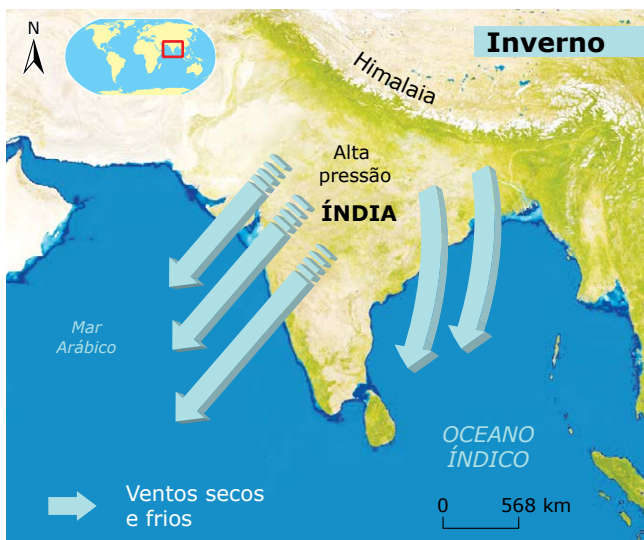 N
Inverno
Himalaia
Alta
pressão
ÍNDIA
Mar
Arábico
OCEANO
ÍNDICO
Ventos secos
e frios
0 568 km